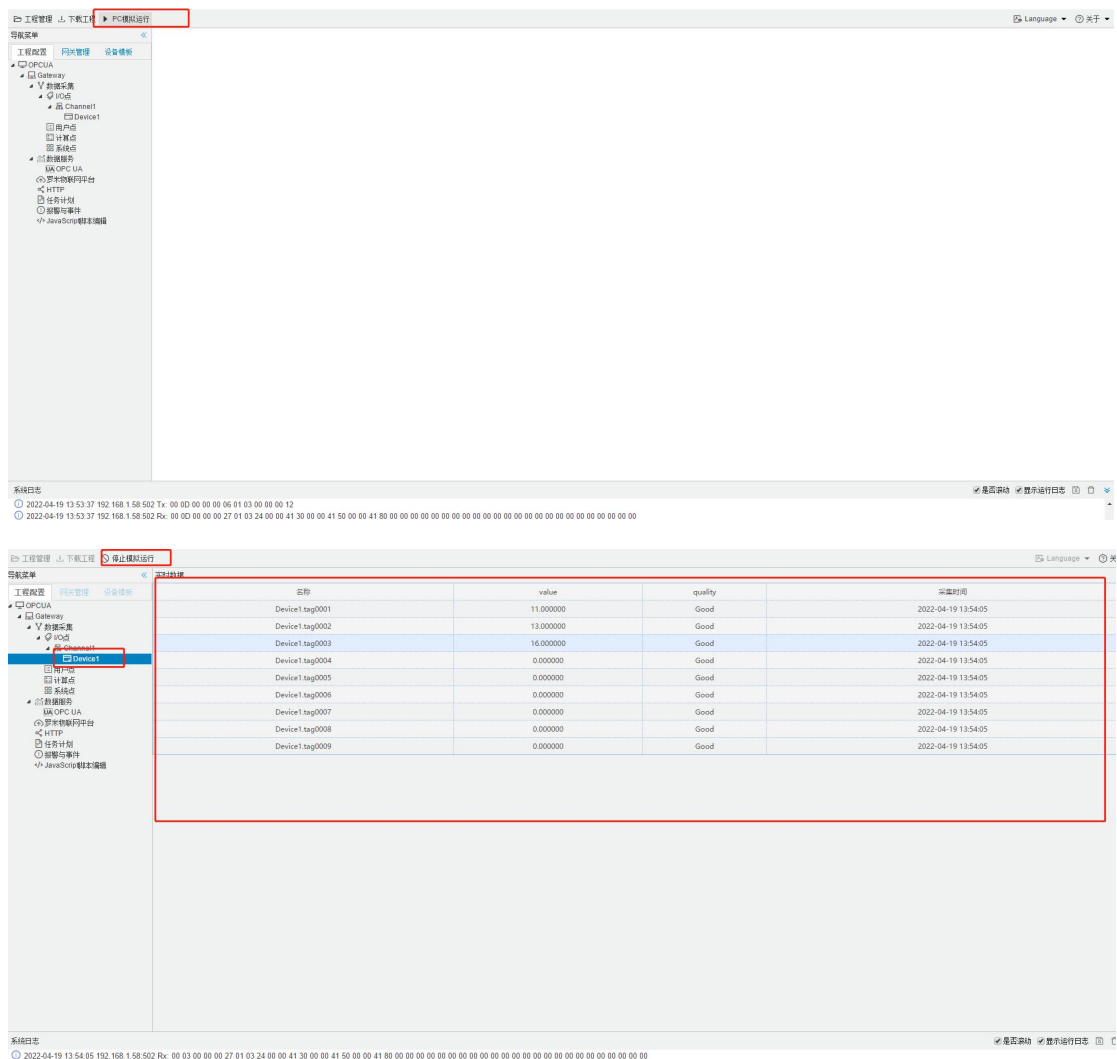 工程管理 下载工程 PC模拟运行 Language 关于
导航菜单
工程配置 网关管理 设备模板
OPCUA
Gateway
数据采集
I/O点
Channel1
Device1
用户点
计算点
系统点
数据服务
UA OPC UA
罗米物联网平台
HTTP
任务计划
报警与事件
JavaScrip脚本编辑
系统日志 是否滚动 显示运行日志
2022-04-19 13:53:37 192.168.1.58:502 Tx: 00 0D 00 00 00 06 01 03 00 00 00 12
2022-04-19 13:53:37 192.168.1.58:502 Rx: 00 0D 00 00 00 27 01 03 24 00 00 41 30 00 00 41 50 00 00 41 80 00 00 00 00 00 00 00 00 00 00 00 00 00 00 00 00 00 00 00 00 00 00 00 00
工程管理 下载工程 停止模拟运行 Language 关
导航菜单 实时数据
工程配置 网关管理 设备模板
名称 value quality 采集时间
OPCUA
Gateway
数据采集
I/O点
Channel1
Device1
用户点
计算点
系统点
数据服务
UA OPC UA
罗米物联网平台
HTTP
任务计划
报警与事件
JavaScrip脚本编辑
Device1.tag0001 11.000000 Good 2022-04-19 13:54:05
Device1.tag0002 13.000000 Good 2022-04-19 13:54:05
Device1.tag0003 16.000000 Good 2022-04-19 13:54:05
Device1.tag0004 0.000000 Good 2022-04-19 13:54:05
Device1.tag0005 0.000000 Good 2022-04-19 13:54:05
Device1.tag0006 0.000000 Good 2022-04-19 13:54:05
Device1.tag0007 0.000000 Good 2022-04-19 13:54:05
Device1.tag0008 0.000000 Good 2022-04-19 13:54:05
Device1.tag0009 0.000000 Good 2022-04-19 13:54:05
系统日志 是否滚动 显示运行日志
2022-04-19 13:54:05 192.168.1.58:502 Rx: 00 03 00 00 00 27 01 03 24 00 00 41 30 00 00 41 50 00 00 41 80 00 00 00 00 00 00 00 00 00 00 00 00 00 00 00 00 00 00 00 00 00 00 00 00